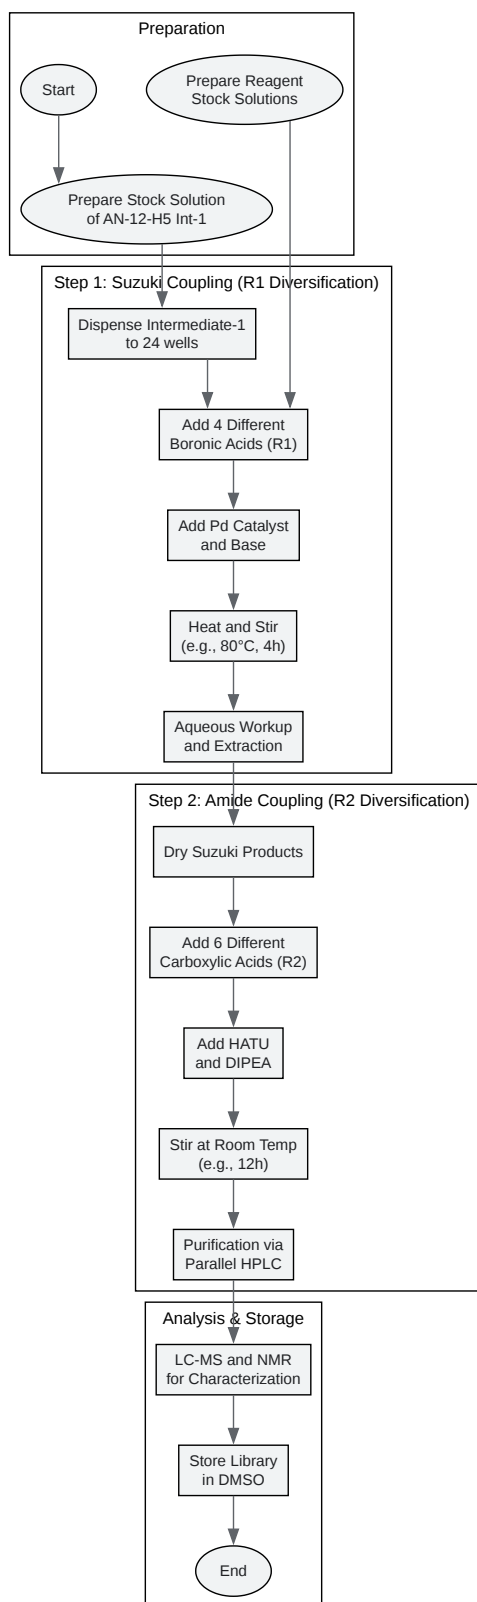 Preparation
Start
Prepare Reagent
Stock Solutions
Prepare Stock Solution
of AN-12-H5 Int-1
Step 1: Suzuki Coupling (R1 Diversification)
Dispense Intermediate-1
to 24 wells
Add 4 Different
Boronic Acids (R1)
Add Pd Catalyst
and Base
Heat and Stir
(e.g., 80°C, 4h)
Aqueous Workup
and Extraction
Step 2: Amide Coupling (R2 Diversification)
Dry Suzuki Products
Add 6 Different
Carboxylic Acids (R2)
Add HATU
and DIPEA
Stir at Room Temp
(e.g., 12h)
Purification via
Parallel HPLC
Analysis & Storage
LC-MS and NMR
for Characterization
Store Library
in DMSO
End